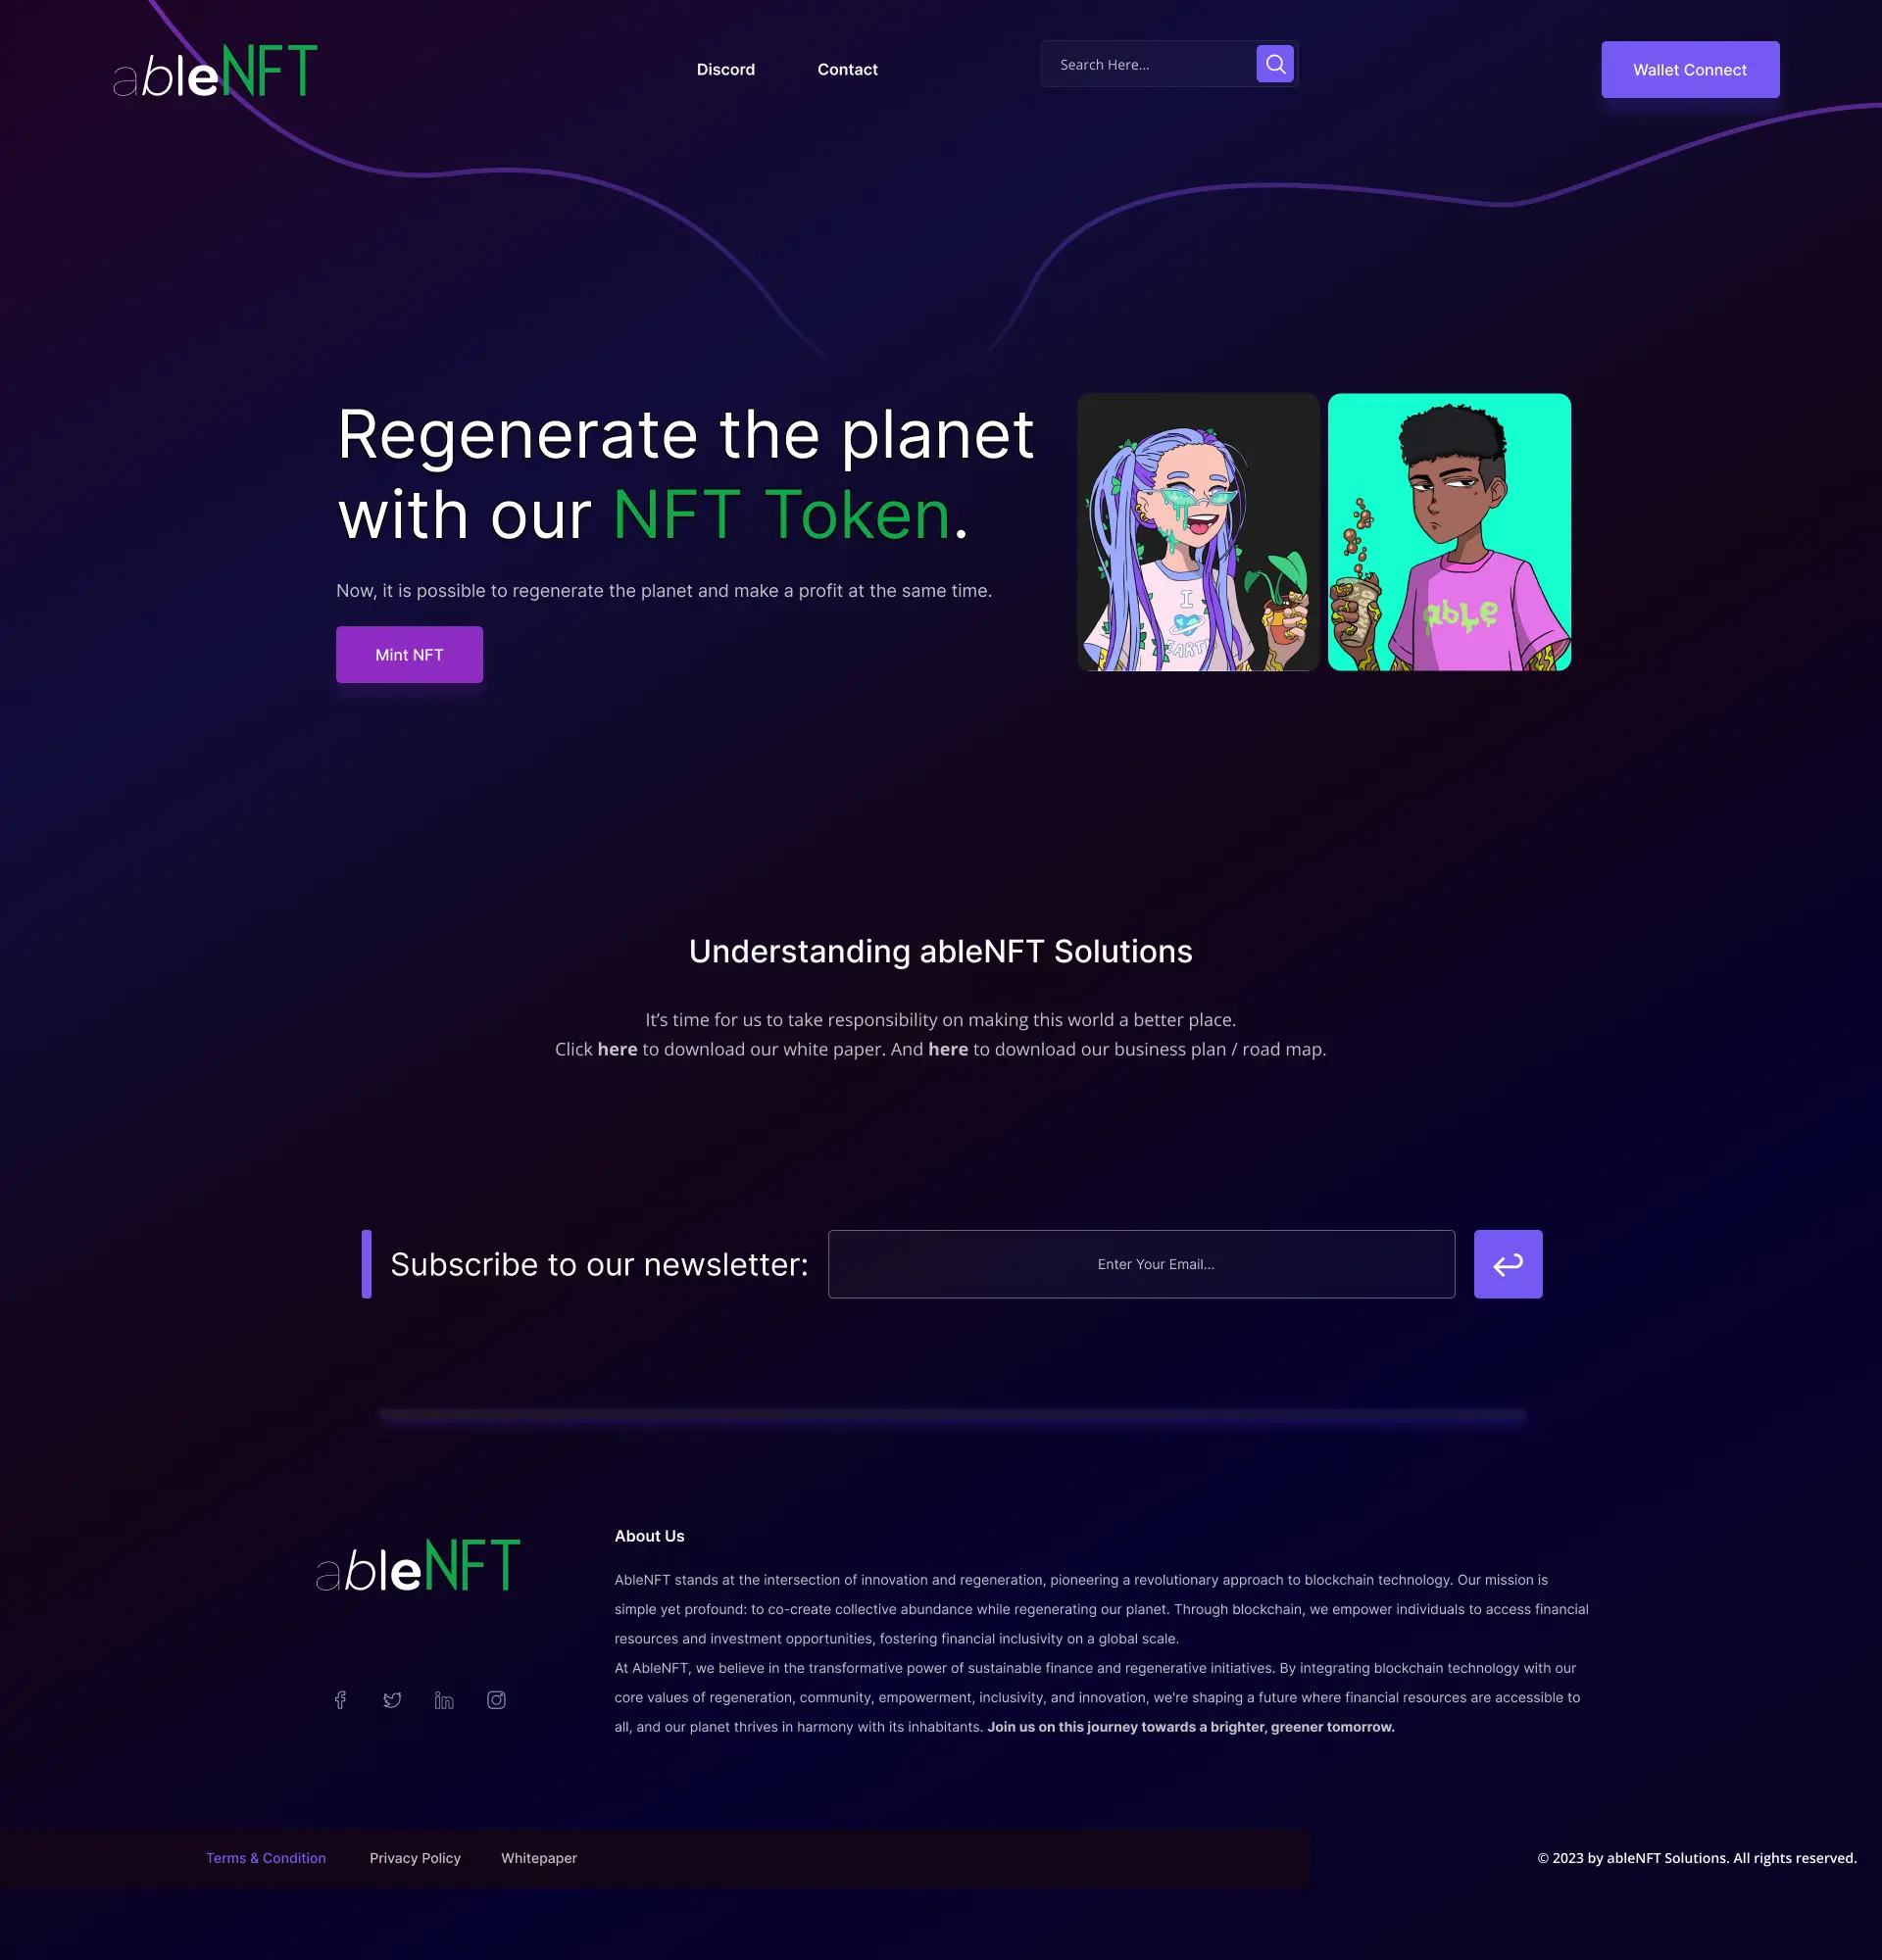 ableNFT
Discord
Contact
Search Here...
Wallet Connect
Regenerate the planet
with our NFT Token.
Now, it is possible to regenerate the planet and make a profit at the same time.
Mint NFT
I
EARTH
able
Understanding ableNFT Solutions
It’s time for us to take responsibility on making this world a better place.
Click here to download our white paper. And here to download our business plan / road map.
Subscribe to our newsletter:
Enter Your Email...
ableNFT
About Us
AbleNFT stands at the intersection of innovation and regeneration, pioneering a revolutionary approach to blockchain technology. Our mission is
simple yet profound: to co-create collective abundance while regenerating our planet. Through blockchain, we empower individuals to access financial
resources and investment opportunities, fostering financial inclusivity on a global scale.
At AbleNFT, we believe in the transformative power of sustainable finance and regenerative initiatives. By integrating blockchain technology with our
core values of regeneration, community, empowerment, inclusivity, and innovation, we're shaping a future where financial resources are accessible to
all, and our planet thrives in harmony with its inhabitants. Join us on this journey towards a brighter, greener tomorrow.
Terms & Condition
Privacy Policy
Whitepaper
© 2023 by ableNFT Solutions. All rights reserved.